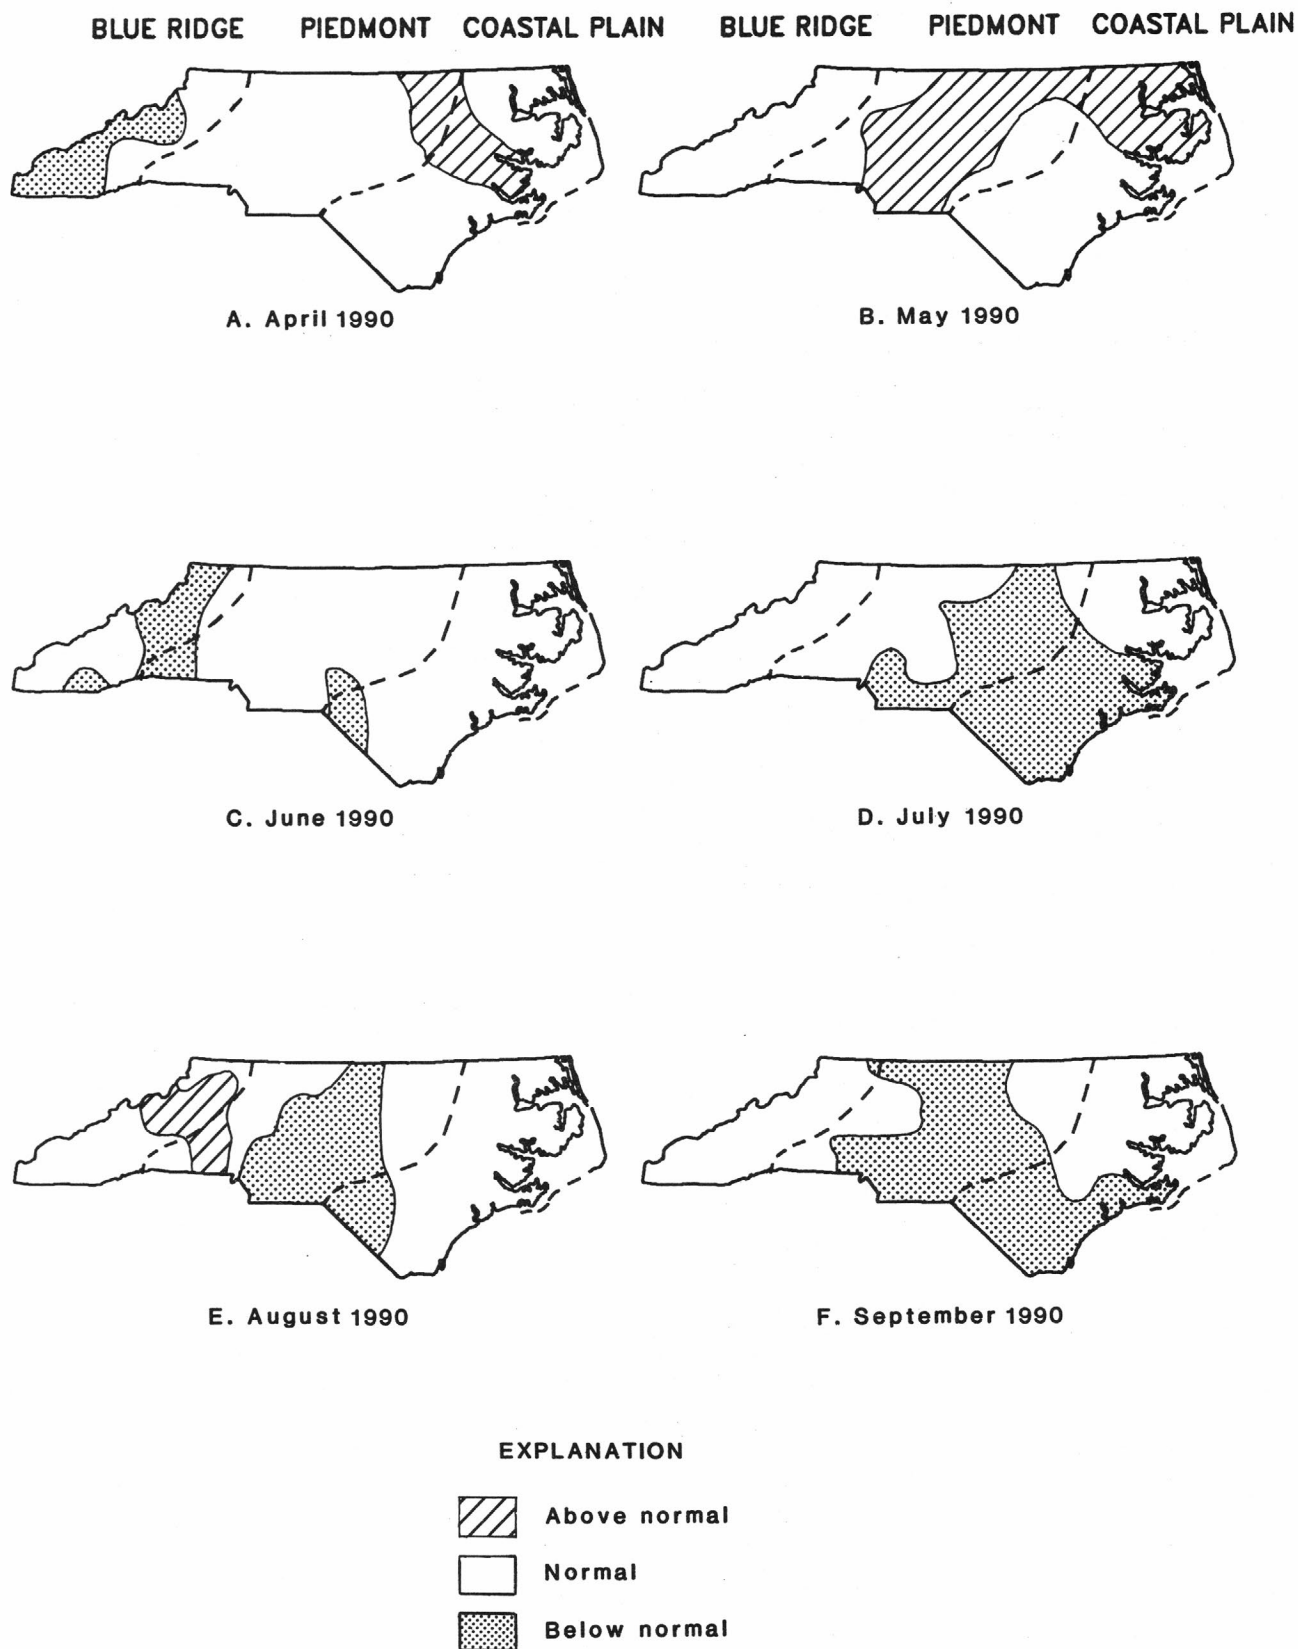 BLUE RIDGE PIEDMONT COASTAL PLAIN BLUE RIDGE PIEDMONT COASTAL PLAIN
A. April 1990 B. May 1990
C. June 1990 D. July 1990
E. August 1990 F. September 1990
EXPLANATION
Above normal
Normal
Below normal